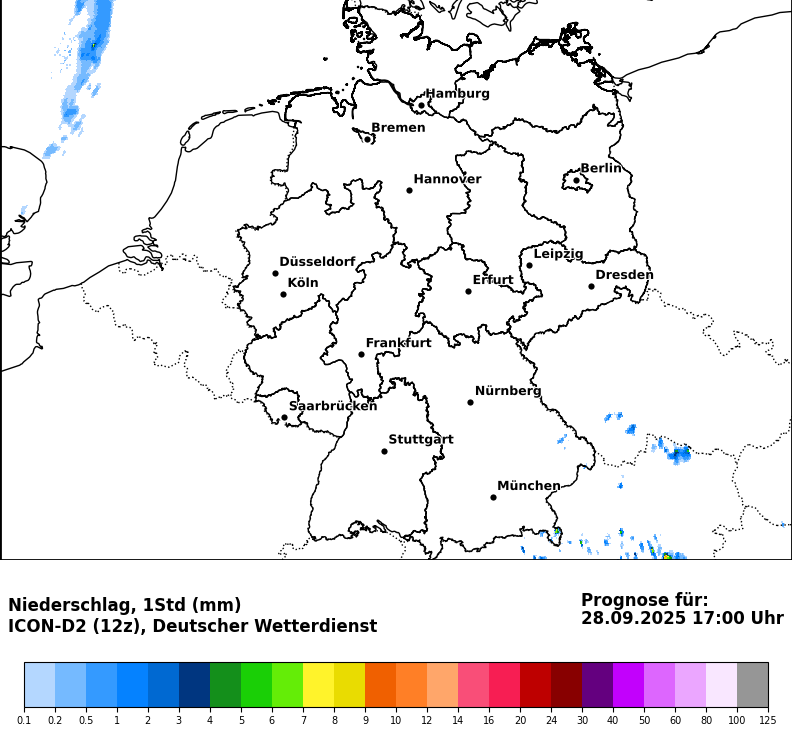 Hamburg
Bremen
Berlin
Hannover
Leipzig
Düsseldorf
Dresden
Köln
Erfurt
Frankfurt
Nürnberg
Saarbrücken
Stuttgart
München
Niederschlag, 1Std (mm)
ICON-D2 (12z), Deutscher Wetterdienst
Prognose für:
28.09.2025 17:00 Uhr
0.1 0.2 0.5 1 2 3 4 5 6 7 8 9 10 12 14 16 20 24 30 40 50 60 80 100 125